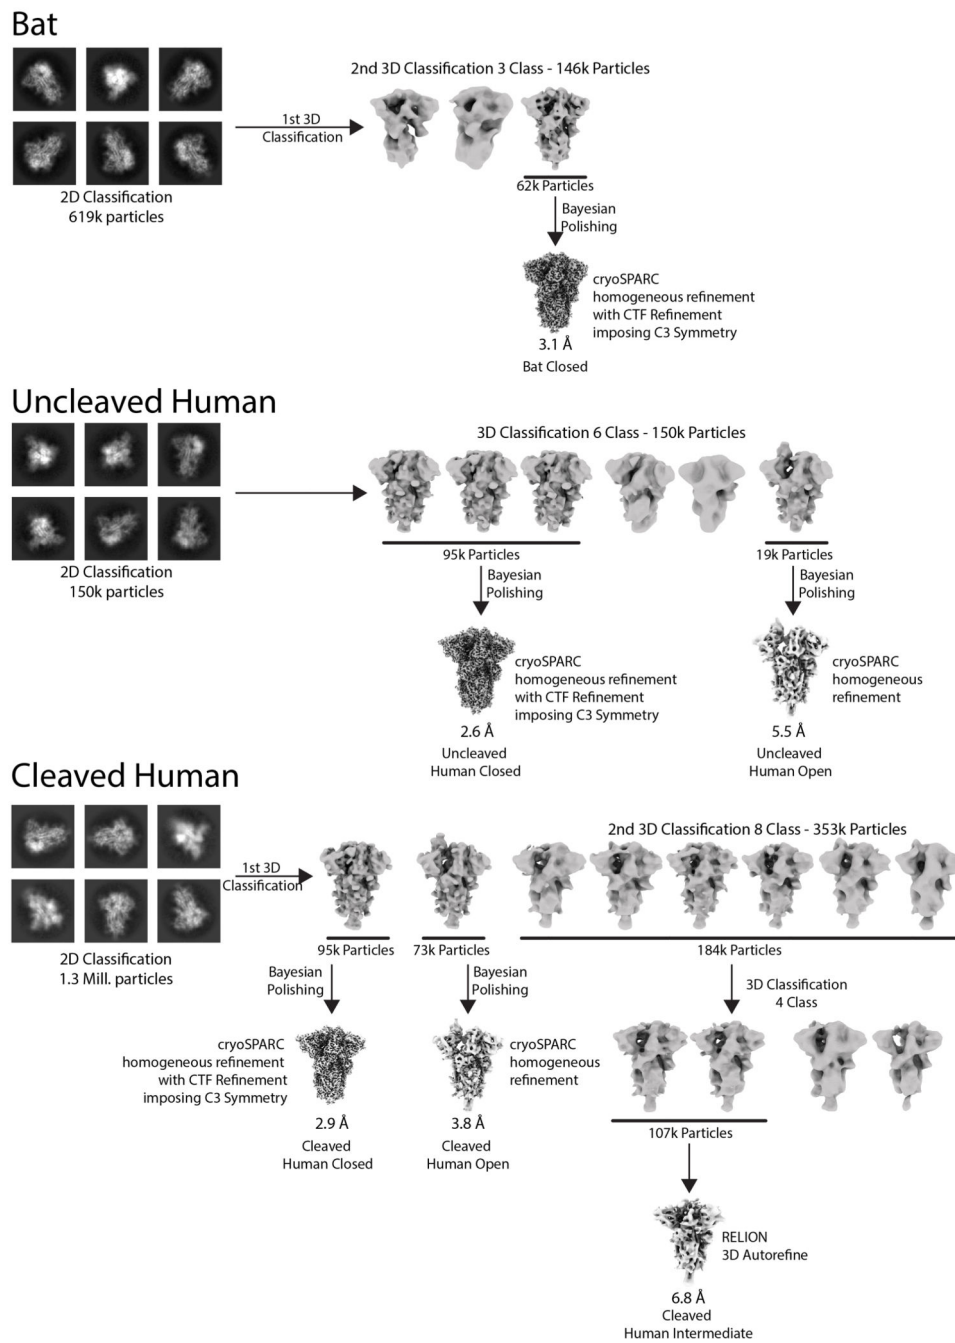 Bat
2nd 3D Classification 3 Class - 146k Particles
1st 3D
Classification
2D Classification
619k particles
62k Particles
Bayesian
Polishing
cryoSPARC
homogeneous refinement
with CTF Refinement
imposing C3 Symmetry
3.1 Å
Bat Closed
Uncleaved Human
3D Classification 6 Class - 150k Particles
2D Classification
150k particles
95k Particles
19k Particles
Bayesian
Polishing
Bayesian
Polishing
cryoSPARC
homogeneous refinement
with CTF Refinement
imposing C3 Symmetry
cryoSPARC
homogeneous
refinement
2.6 Å
Uncleaved
Human Closed
5.5 Å
Uncleaved
Human Open
Cleaved Human
2nd 3D Classification 8 Class - 353k Particles
1st 3D
Classification
2D Classification
1.3 Mill. particles
95k Particles
73k Particles
184k Particles
Bayesian
Polishing
Bayesian
Polishing
3D Classification
4 Class
cryoSPARC
homogeneous refinement
with CTF Refinement
imposing C3 Symmetry
cryoSPARC
homogeneous
refinement
2.9 Å
Cleaved
Human Closed
3.8 Å
Cleaved
Human Open
107k Particles
RELION
3D Autorefine
6.8 Å
Cleaved
Human Intermediate